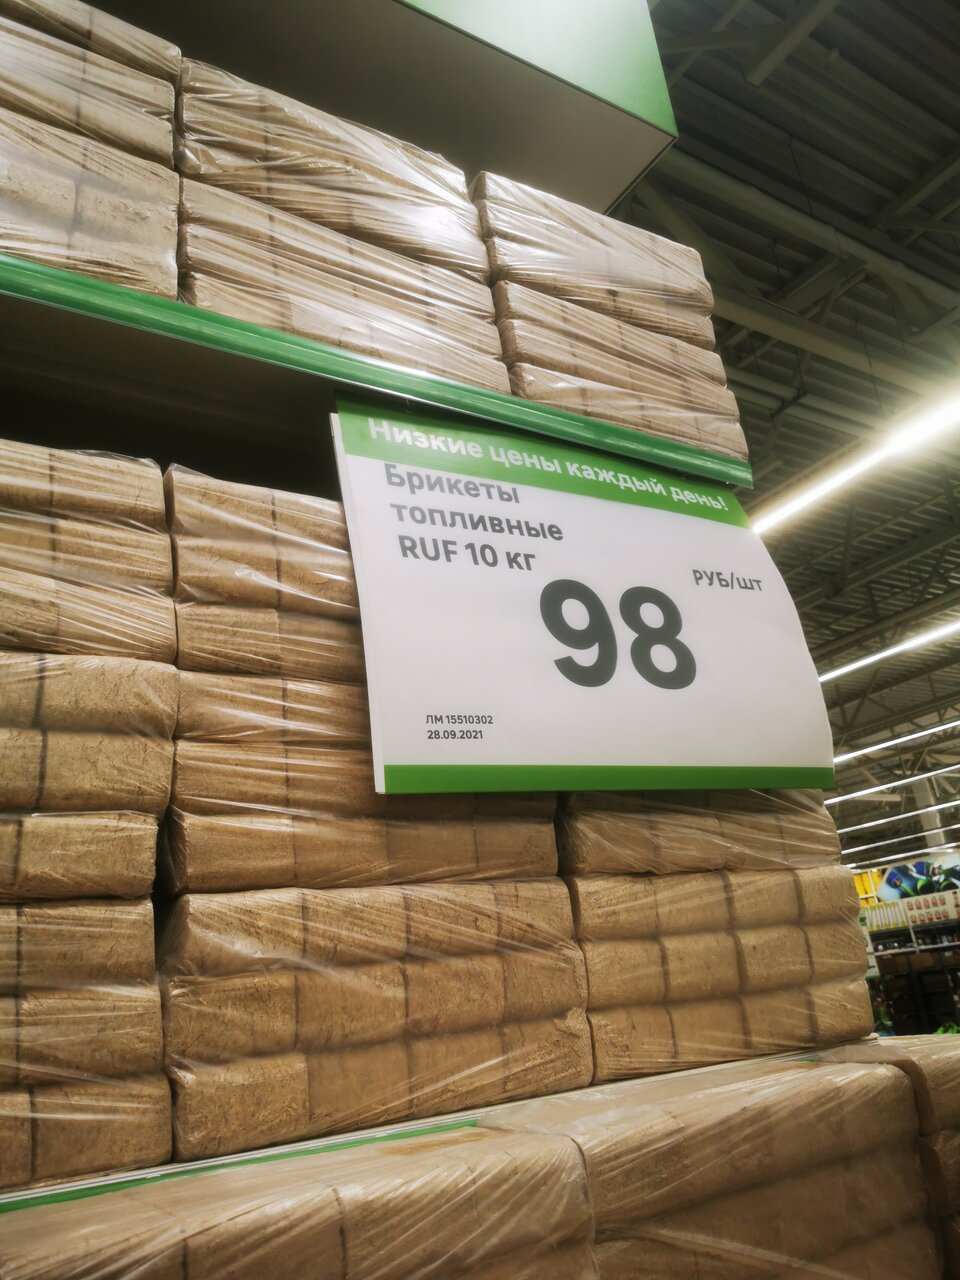 Низкие цены каждый день!
Брикеты
топливные
RUF 10 кг
98
РУБ/шт
ЛМ 15510302
28.09.2021